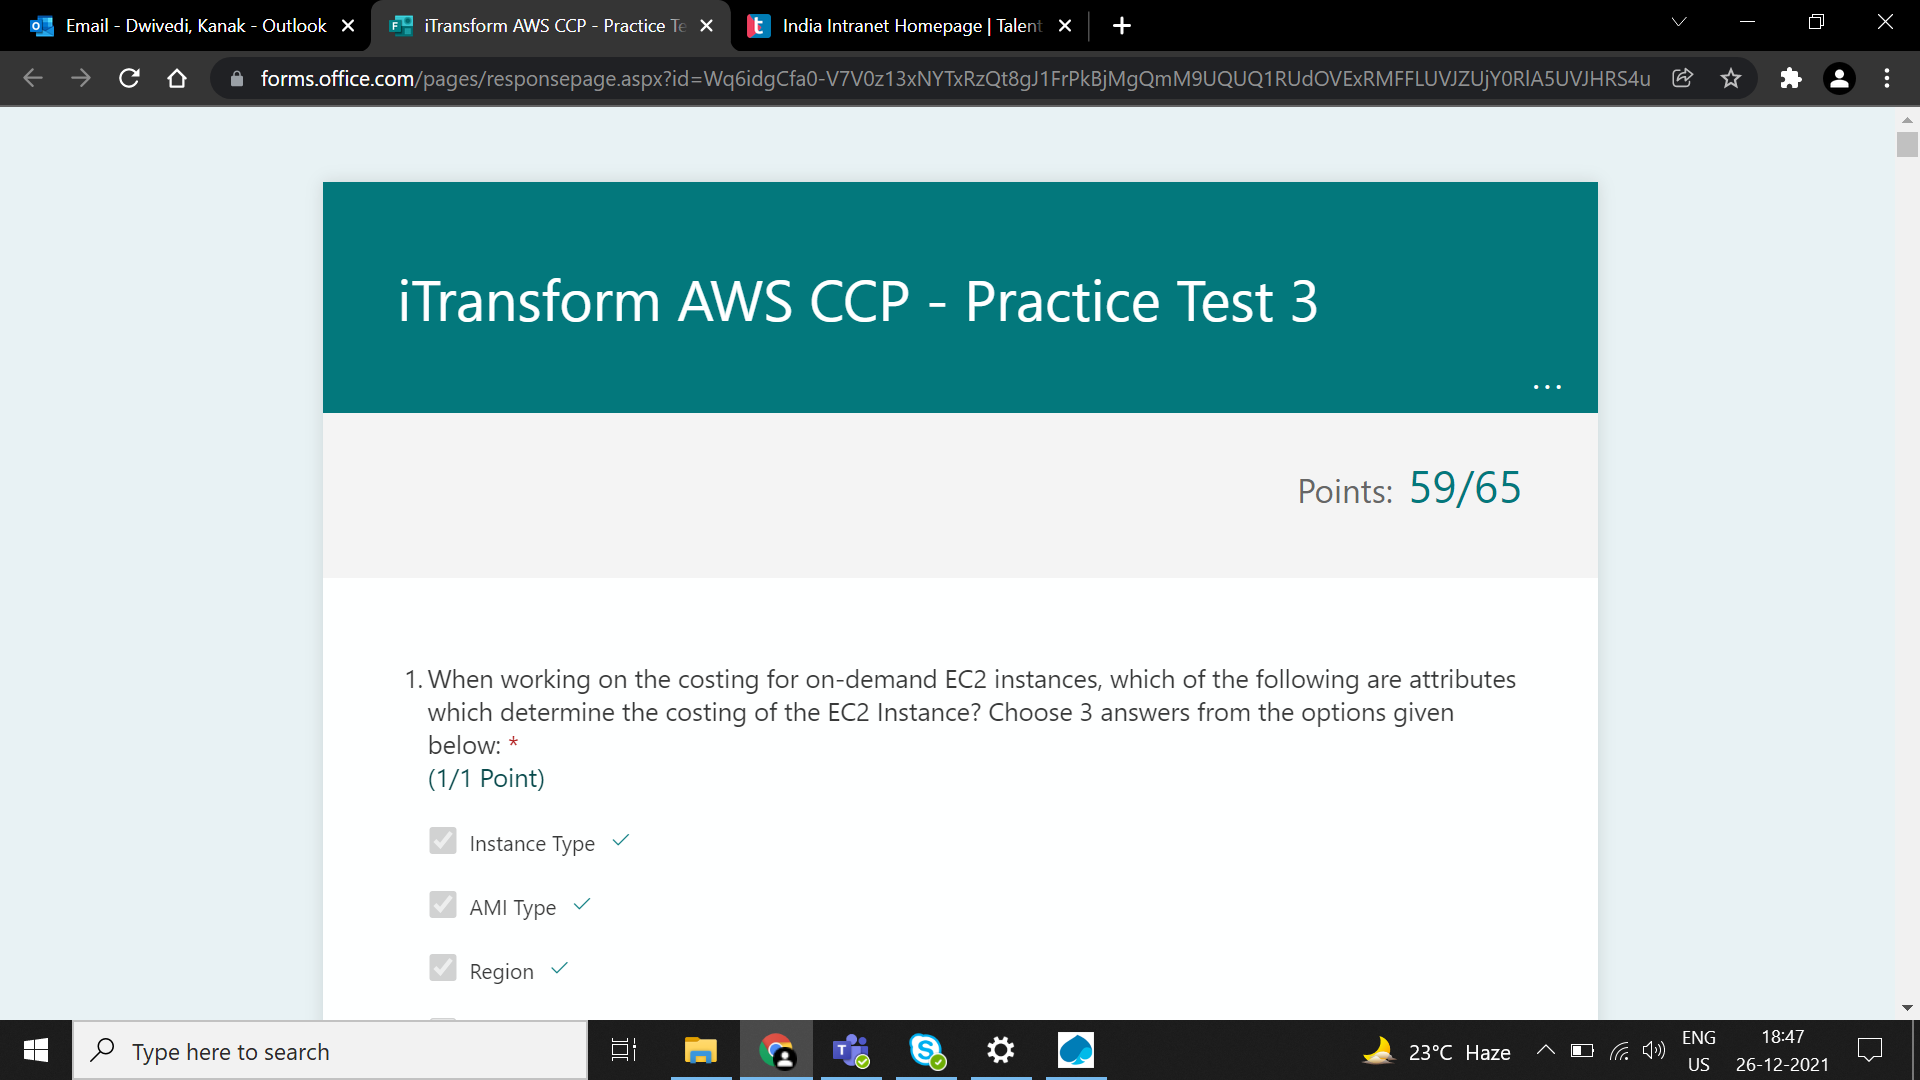 Email - Dwivedi, Kanak - Outlook
iTransform AWS CCP - Practice Te
India Intranet Homepage | Talent
forms.office.com/pages/responsepage.aspx?id=Wq6idgCfa0-V7V0z13xNYTxRzQt8gJ1FrPkBjMgQmM9UQUQ1RUdOVExRMFFLUVJZUjY0RlA5UVJHRS4u
iTransform AWS CCP - Practice Test 3
...
Points: 59/65
1. When working on the costing for on-demand EC2 instances, which of the following are attributes
which determine the costing of the EC2 Instance? Choose 3 answers from the options given
below: *
(1/1 Point)
Instance Type
AMI Type
Region
Type here to search
23°C Haze
ENG
US
18:47
26-12-2021